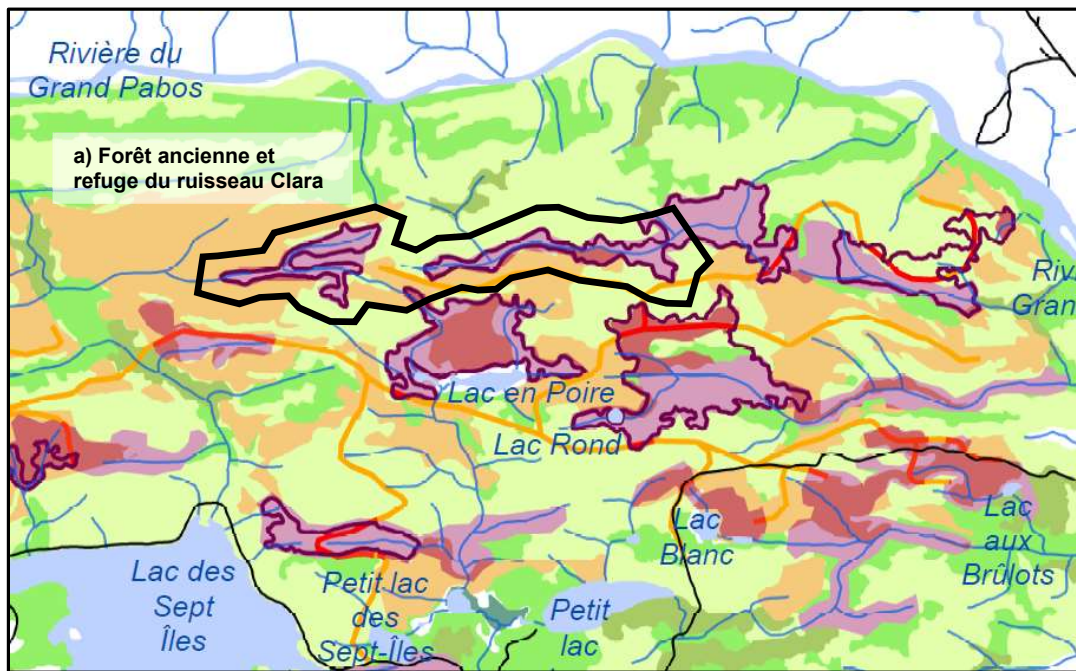 Rivière du
Grand Pabos
a) Forêt ancienne et
refuge du ruisseau Clara
Riv
Gran
Lac en Poire
Lac Rond
Lac
Blanc
Lac
aux
Brûlots
Lac des
Sept
Îles
Petit lac
des
Sept-Îles
Petit
lac